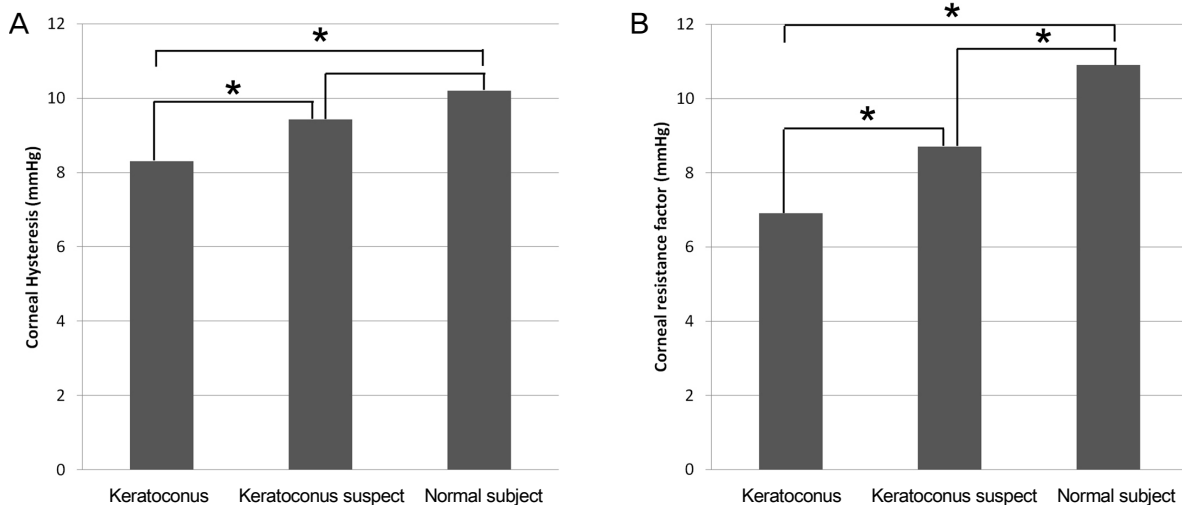 A
Corneal Hysteresis (mmHg)
12
10
8
6
4
2
0
*
*
Keratoconus
Keratoconus suspect
Normal subject
B
Corneal resistance factor (mmHg)
12
10
8
6
4
2
0
*
*
*
Keratoconus
Keratoconus suspect
Normal subject